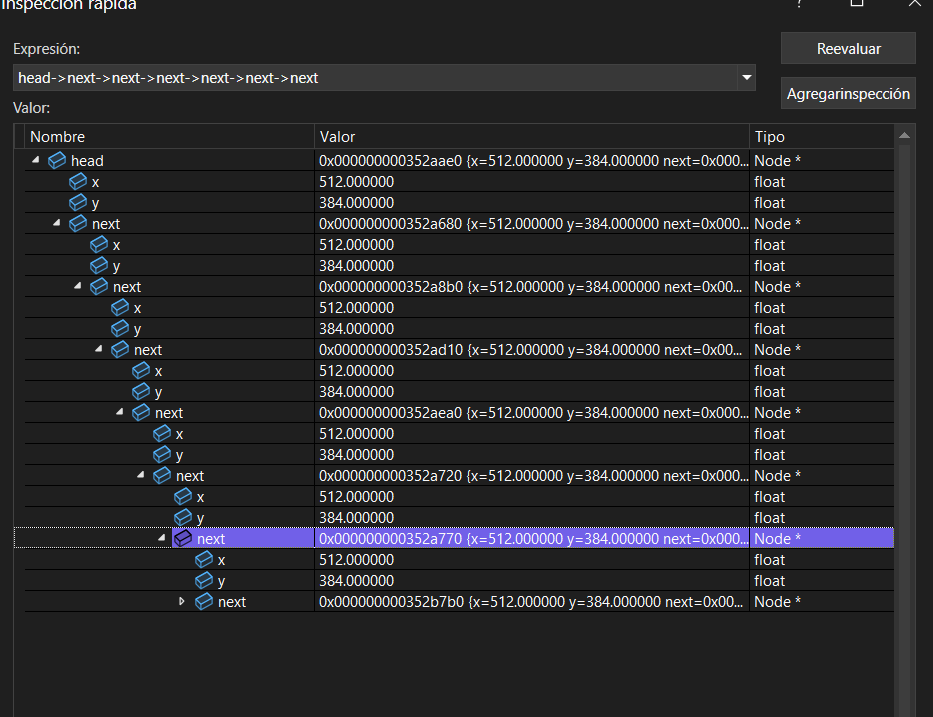 Inspección rápida
?
Expresión:
Reevaluar
head->next->next->next->next->next->next
Agregarinspección
Valor:
Nombre Valor Tipo
head 0x000000000352aae0 {x=512.000000 y=384.000000 next=0x000... Node *
x 512.000000 float
y 384.000000 float
next 0x000000000352a680 {x=512.000000 y=384.000000 next=0x000... Node *
x 512.000000 float
y 384.000000 float
next 0x000000000352a8b0 {x=512.000000 y=384.000000 next=0x00... Node *
x 512.000000 float
y 384.000000 float
next 0x000000000352ad10 {x=512.000000 y=384.000000 next=0x00... Node *
x 512.000000 float
y 384.000000 float
next 0x000000000352aea0 {x=512.000000 y=384.000000 next=0x000... Node *
x 512.000000 float
y 384.000000 float
next 0x000000000352a720 {x=512.000000 y=384.000000 next=0x000... Node *
x 512.000000 float
y 384.000000 float
next 0x000000000352a770 {x=512.000000 y=384.000000 next=0x000... Node *
x 512.000000 float
y 384.000000 float
next 0x000000000352b7b0 {x=512.000000 y=384.000000 next=0x00... Node *